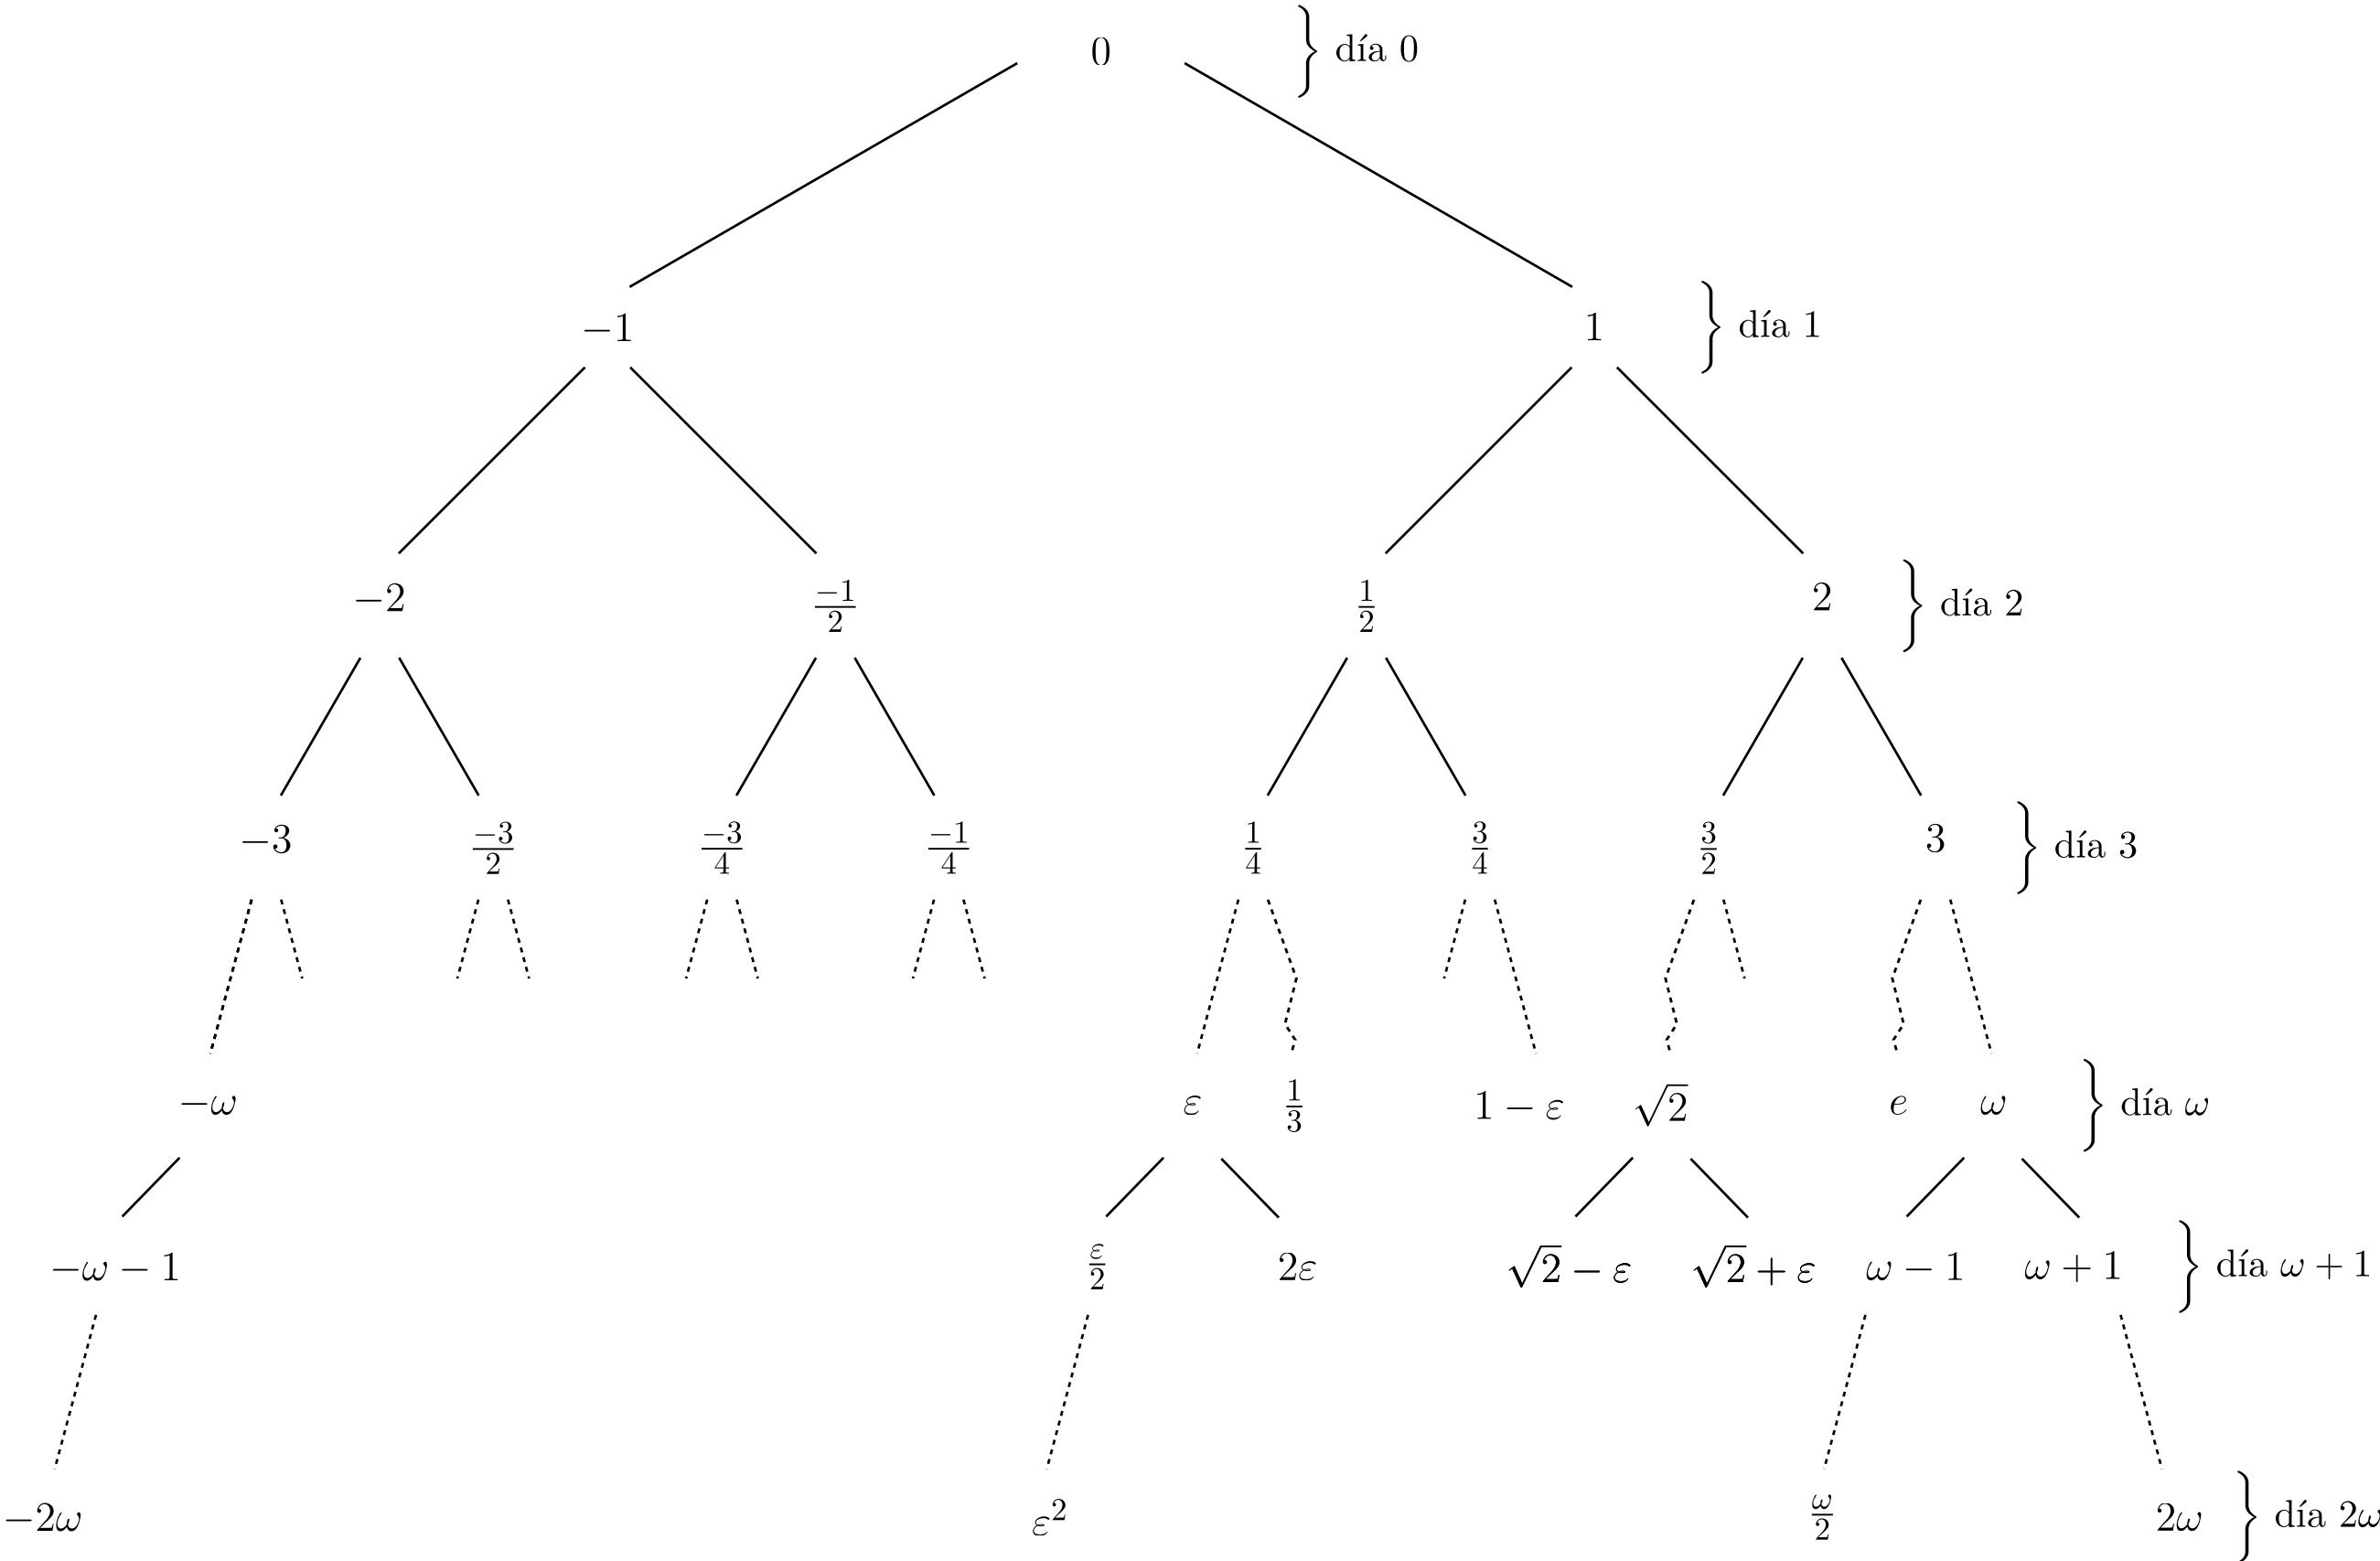 0 } día 0
−1 1 } día 1
−2 −1/2 1/2 2 } día 2
−3 −3/2 −3/4 −1/4 1/4 3/4 3/2 3 } día 3
−ω ε 1/3 1 − ε √2 e ω } día ω
−ω − 1 ε/2 2ε √2 − ε √2 + ε ω − 1 ω + 1 } día ω + 1
−2ω ε² ω/2 2ω } día 2ω